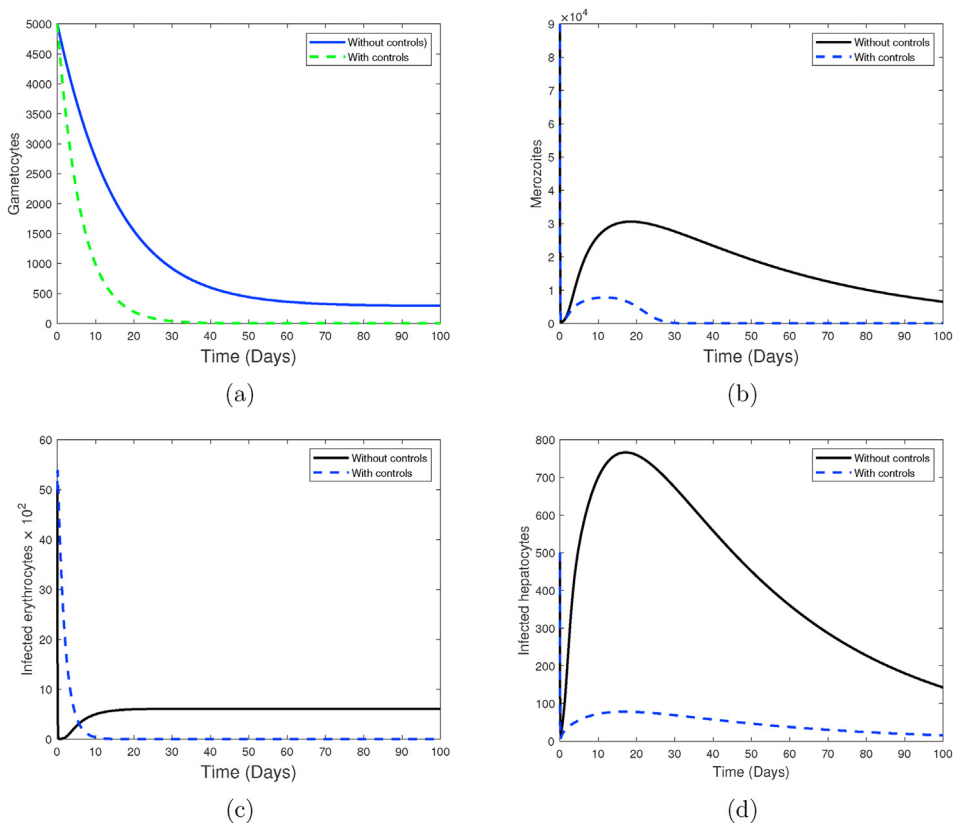 5000
4500
4000
3500
3000
2500
2000
1500
1000
500
0
Gametocytes
Without controls)
With controls
0 10 20 30 40 50 60 70 80 90 100
Time (Days)
(a)
×10⁴
9
8
7
6
5
4
3
2
1
0
Merozoites
Without controls
With controls
0 10 20 30 40 50 60 70 80 90 100
Time (Days)
(b)
60
50
40
30
20
10
0
Infected erythrocytes × 10²
Without controls
With controls
0 10 20 30 40 50 60 70 80 90 100
Time (Days)
(c)
800
700
600
500
400
300
200
100
0
Infected hepatocytes
Without controls
With controls
0 10 20 30 40 50 60 70 80 90 100
Time (Days)
(d)